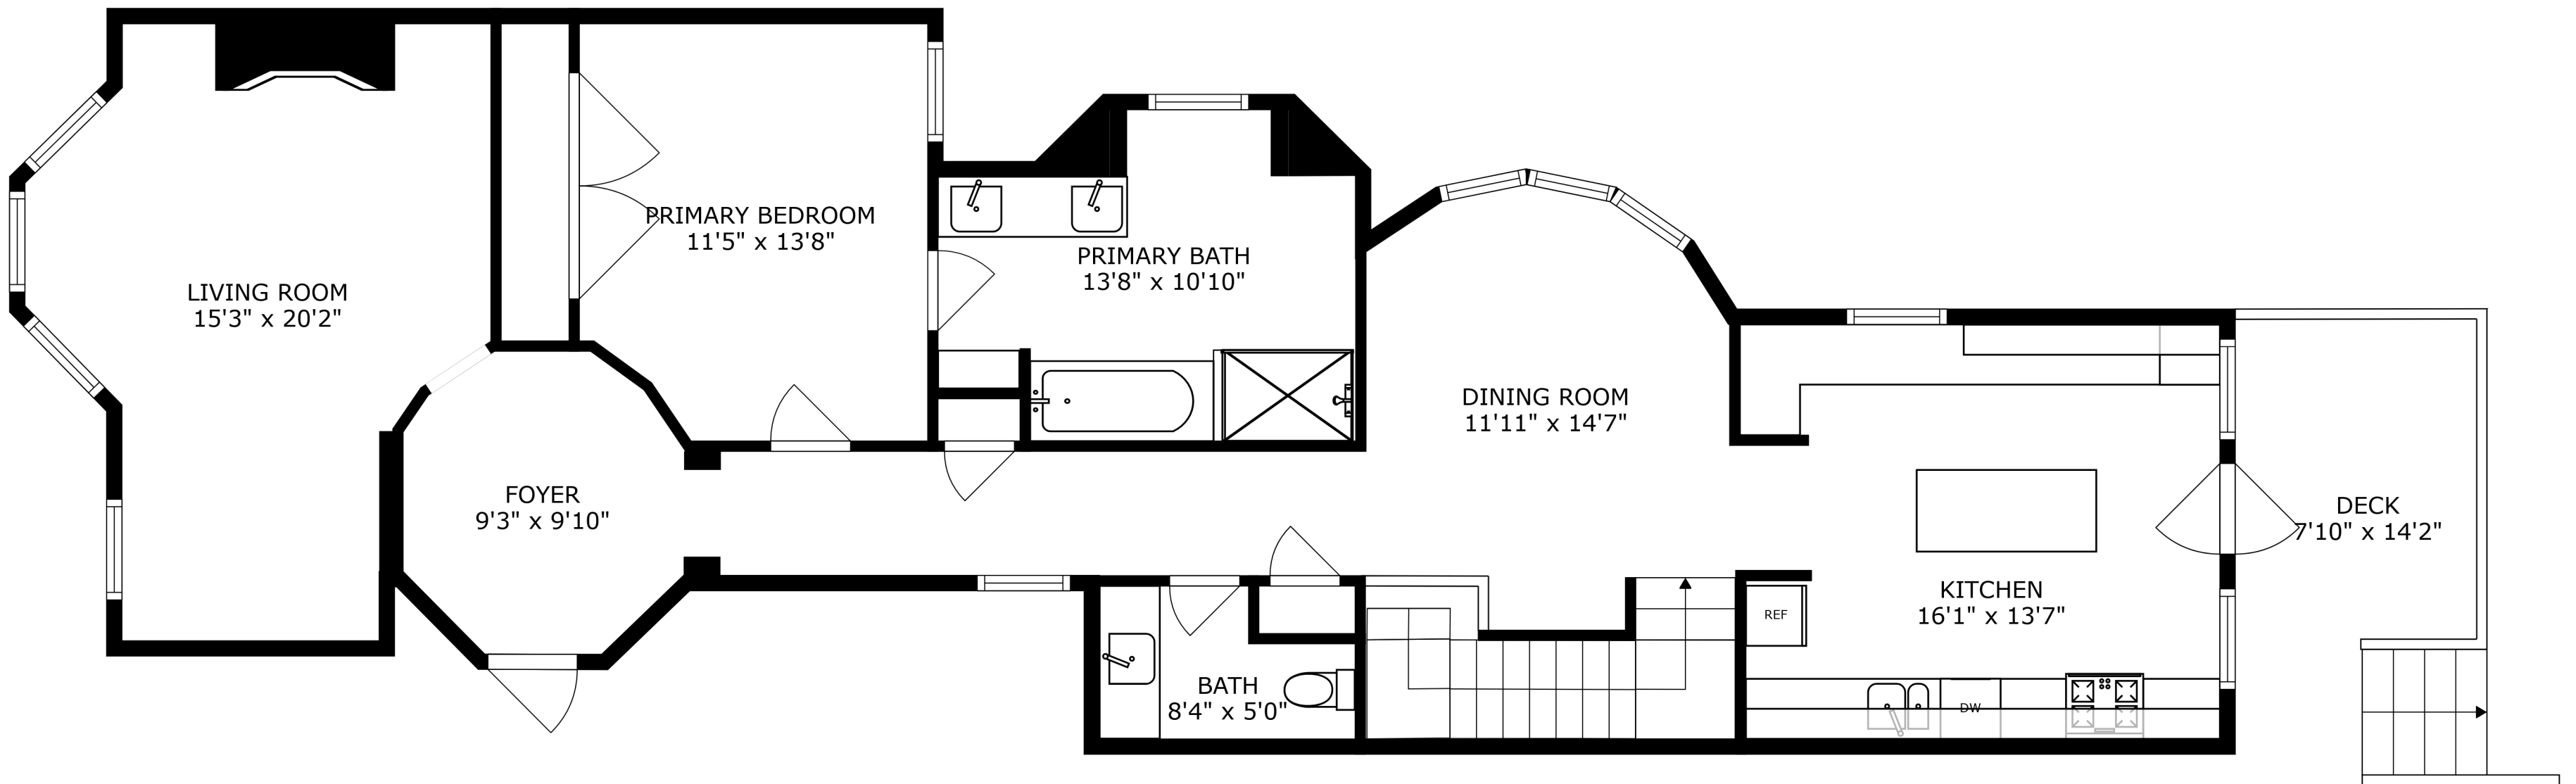 LIVING ROOM
15'3" x 20'2"
PRIMARY BEDROOM
11'5" x 13'8"
PRIMARY BATH
13'8" x 10'10"
FOYER
9'3" x 9'10"
DINING ROOM
11'11" x 14'7"
BATH
8'4" x 5'0"
KITCHEN
16'1" x 13'7"
REF
DW
DECK
7'10" x 14'2"